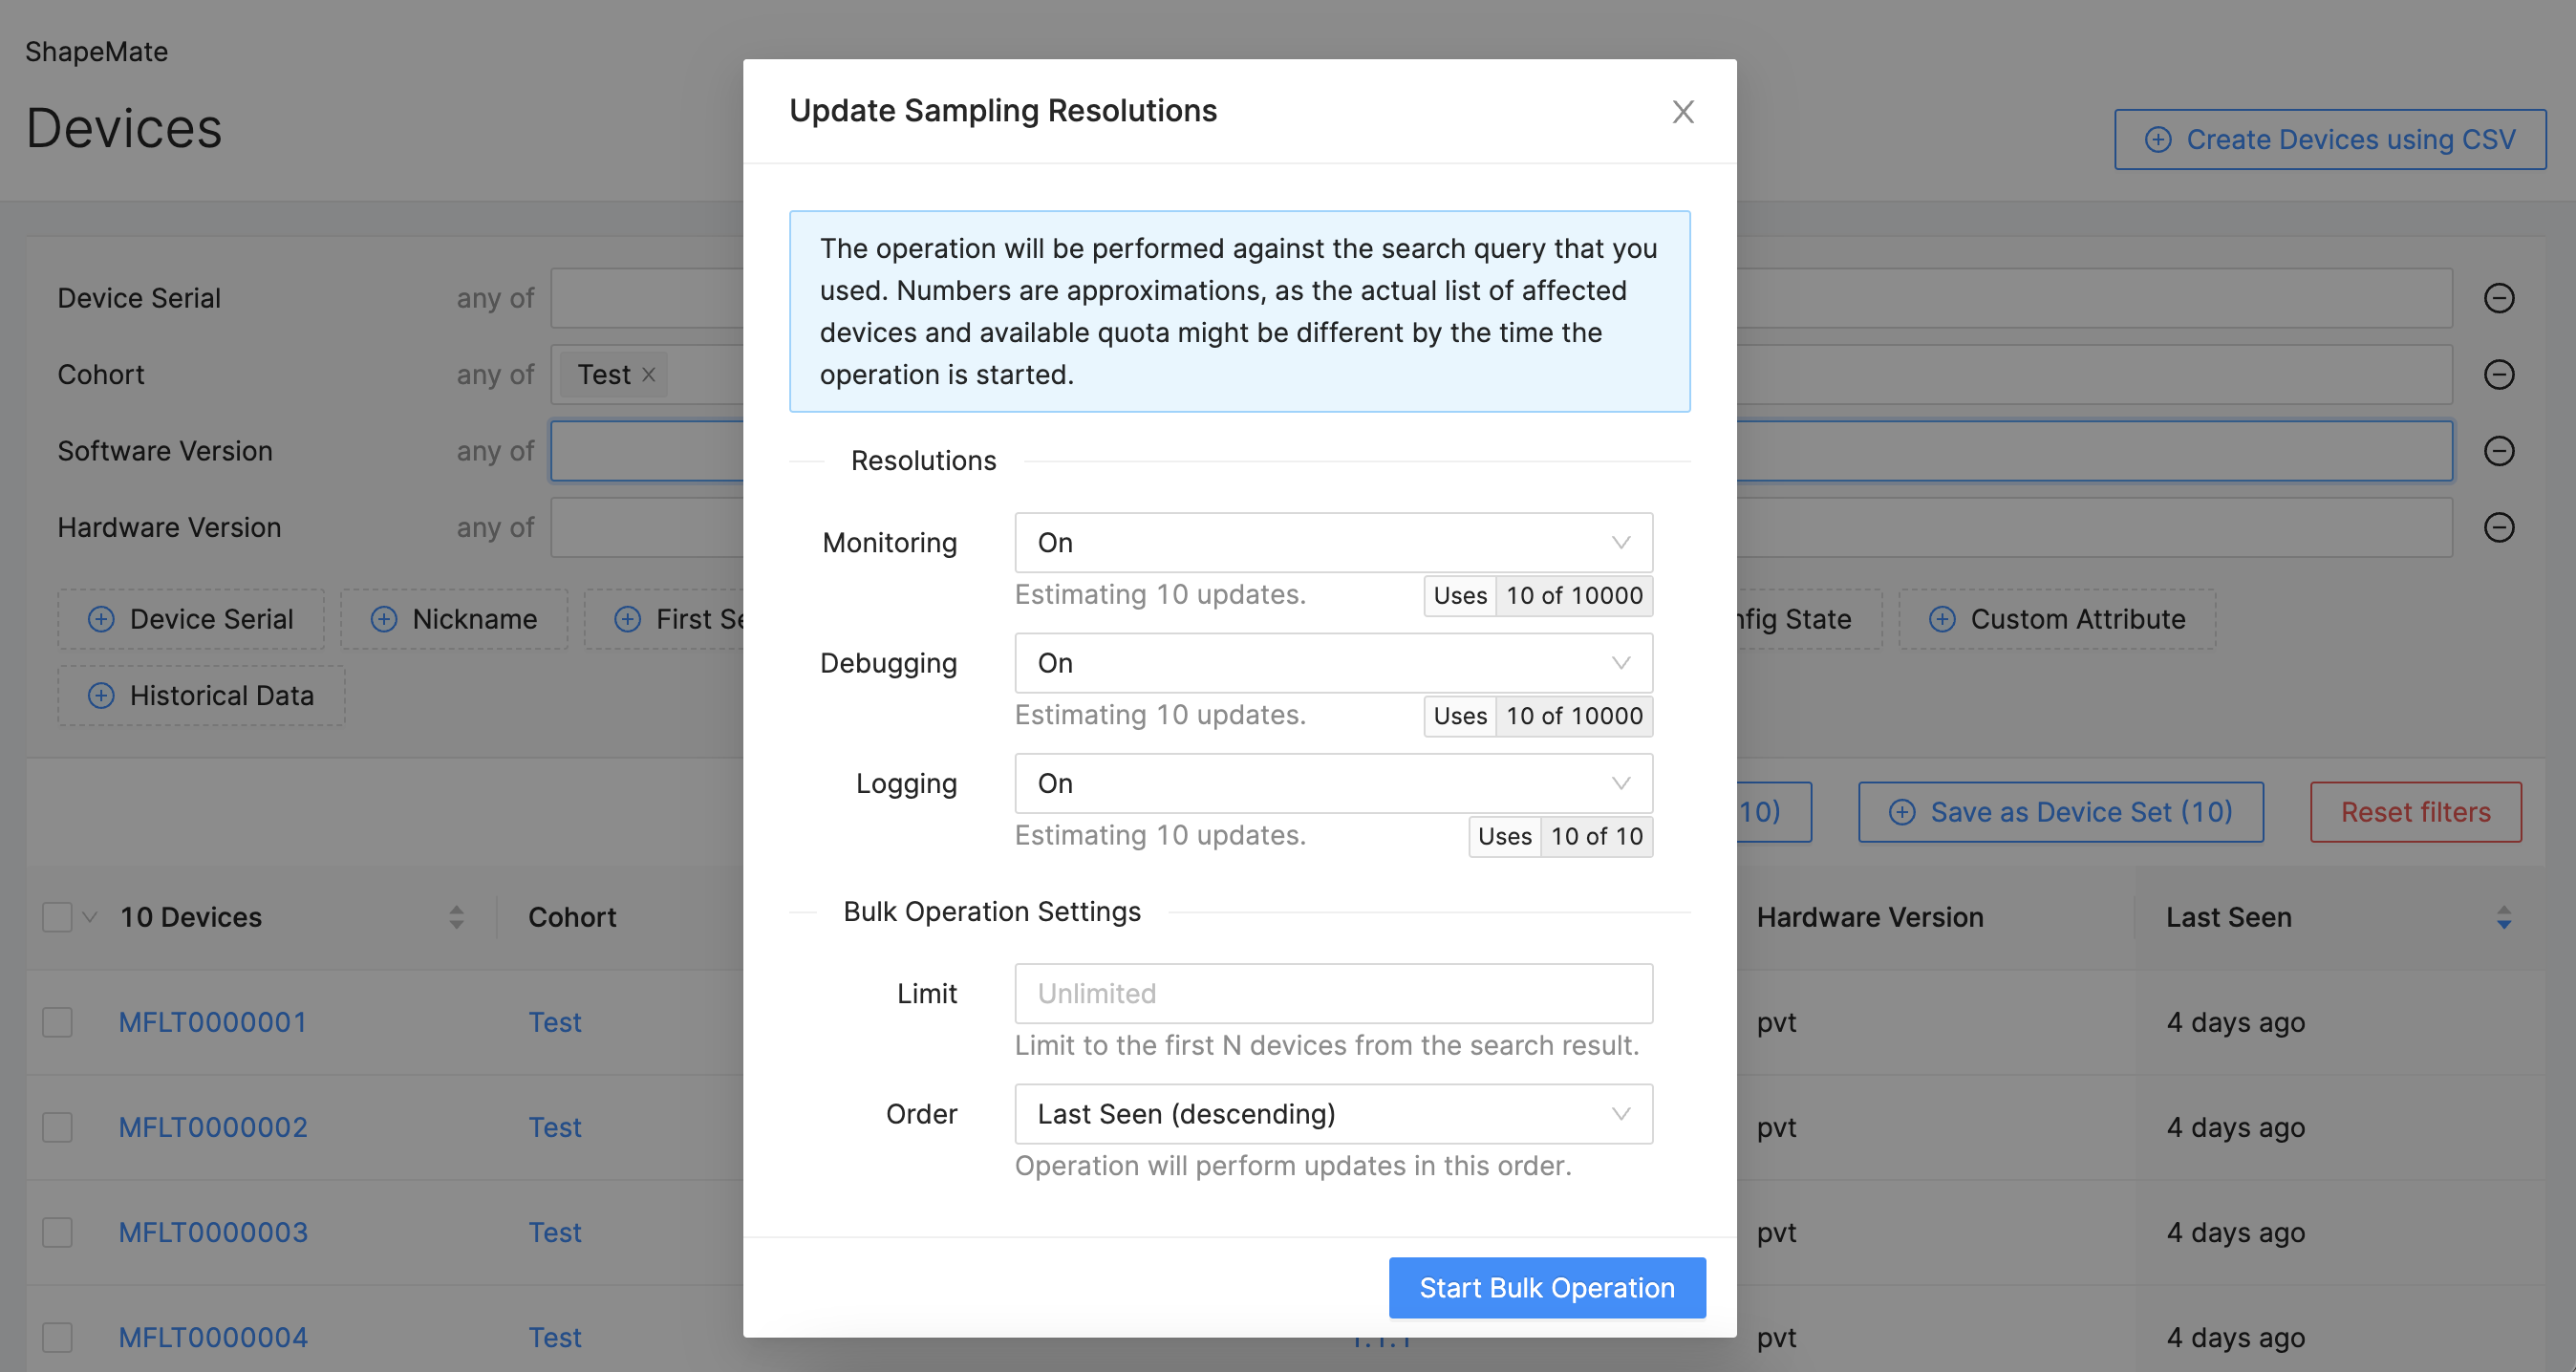 ShapeMate
Devices
Create Devices using CSV
Update Sampling Resolutions
The operation will be performed against the search query that you
used. Numbers are approximations, as the actual list of affected
devices and available quota might be different by the time the
operation is started.
Device Serial any of
Cohort any of Test
Software Version any of
Hardware Version any of
Device Serial Nickname First Custom Attribute
State
Historical Data
Resolutions
Monitoring On
Estimating 10 updates. Uses 10 of 10000
Debugging On
Estimating 10 updates. Uses 10 of 10000
Logging On
Estimating 10 updates. Uses 10 of 10
Bulk Operation Settings
Limit Unlimited
Limit to the first N devices from the search result.
Order Last Seen (descending)
Operation will perform updates in this order.
Start Bulk Operation
10) Save as Device Set (10) Reset filters
10 Devices Cohort Hardware Version Last Seen
MFLT0000001 Test pvt 4 days ago
MFLT0000002 Test pvt 4 days ago
MFLT0000003 Test pvt 4 days ago
MFLT0000004 Test 1.1.1 pvt 4 days ago